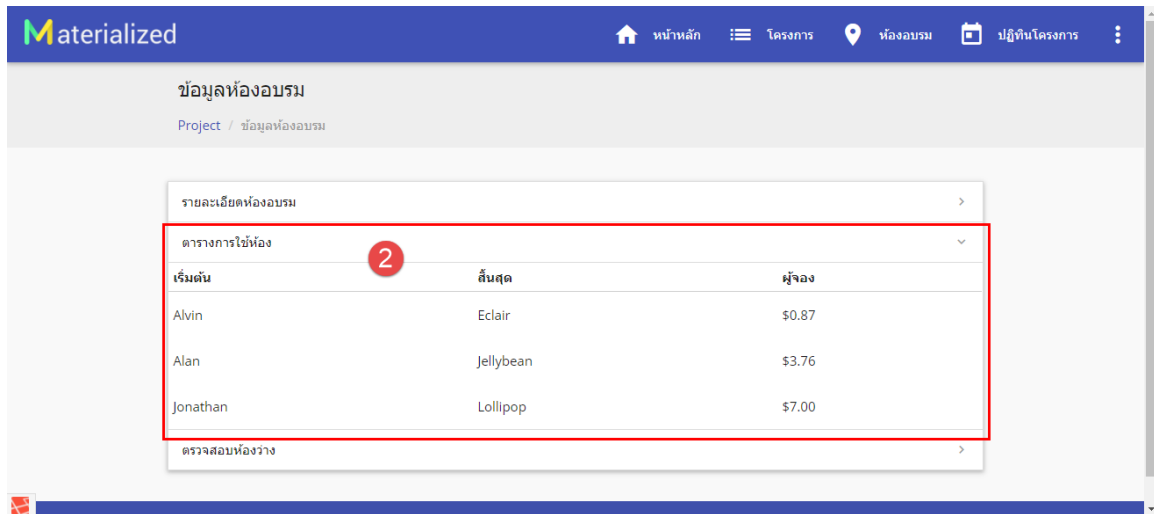 Materialized
หน้าหลัก โครงการ ห้องอบรม ปฏิทินโครงการ
ข้อมูลห้องอบรม
Project / ข้อมูลห้องอบรม
รายละเอียดห้องอบรม
ตารางการใช้ห้อง
2
เริ่มต้น สิ้นสุด ผู้จอง
Alvin Eclair $0.87
Alan Jellybean $3.76
Jonathan Lollipop $7.00
ตรวจสอบห้องว่าง